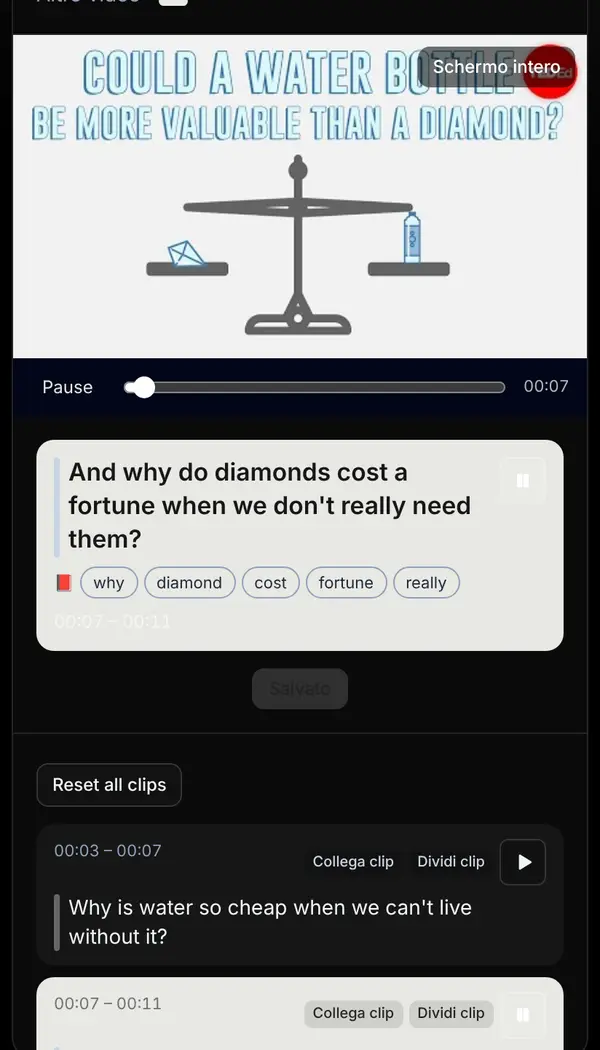 Altro video
COULD A WATER BOTTLE
Schermo intero
BE MORE VALUABLE THAN A DIAMOND?
Pause
00:07
And why do diamonds cost a
fortune when we don't really need
them?
why diamond cost fortune really
00:07 – 00:11
Salvato
Reset all clips
00:03 – 00:07
Collega clip Dividi clip
Why is water so cheap when we can't live
without it?
00:07 – 00:11
Collega clip Dividi clip